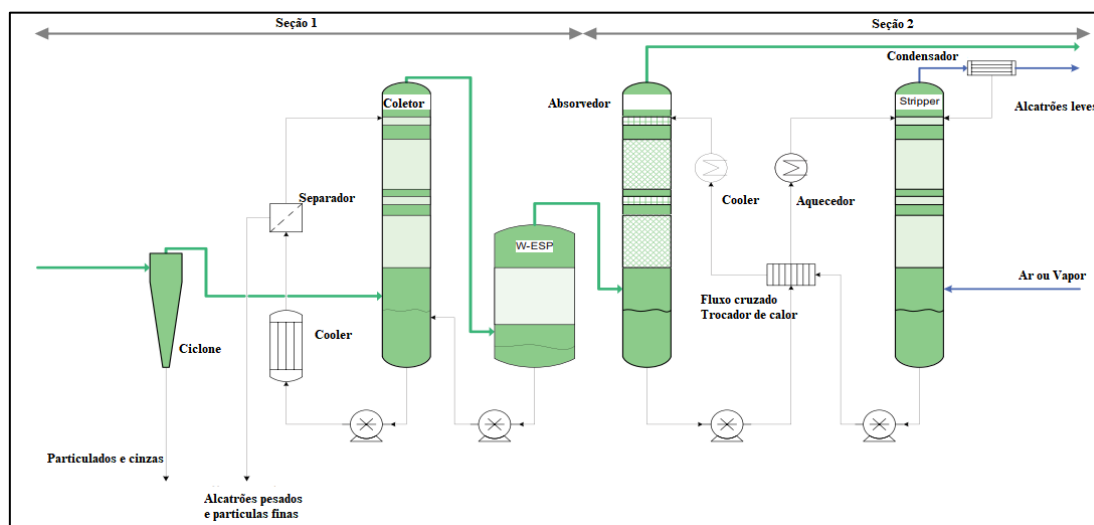 Seção 1
Seção 2
Condensador
Coletor
Absorvedor
Stripper
Alcatrões leves
Separador
Cooler
Aquecedor
W-ESP
Ar ou Vapor
Fluxo cruzado
Trocador de calor
Ciclone
Cooler
Particulados e cinzas
Alcatrões pesados
e particulas finas